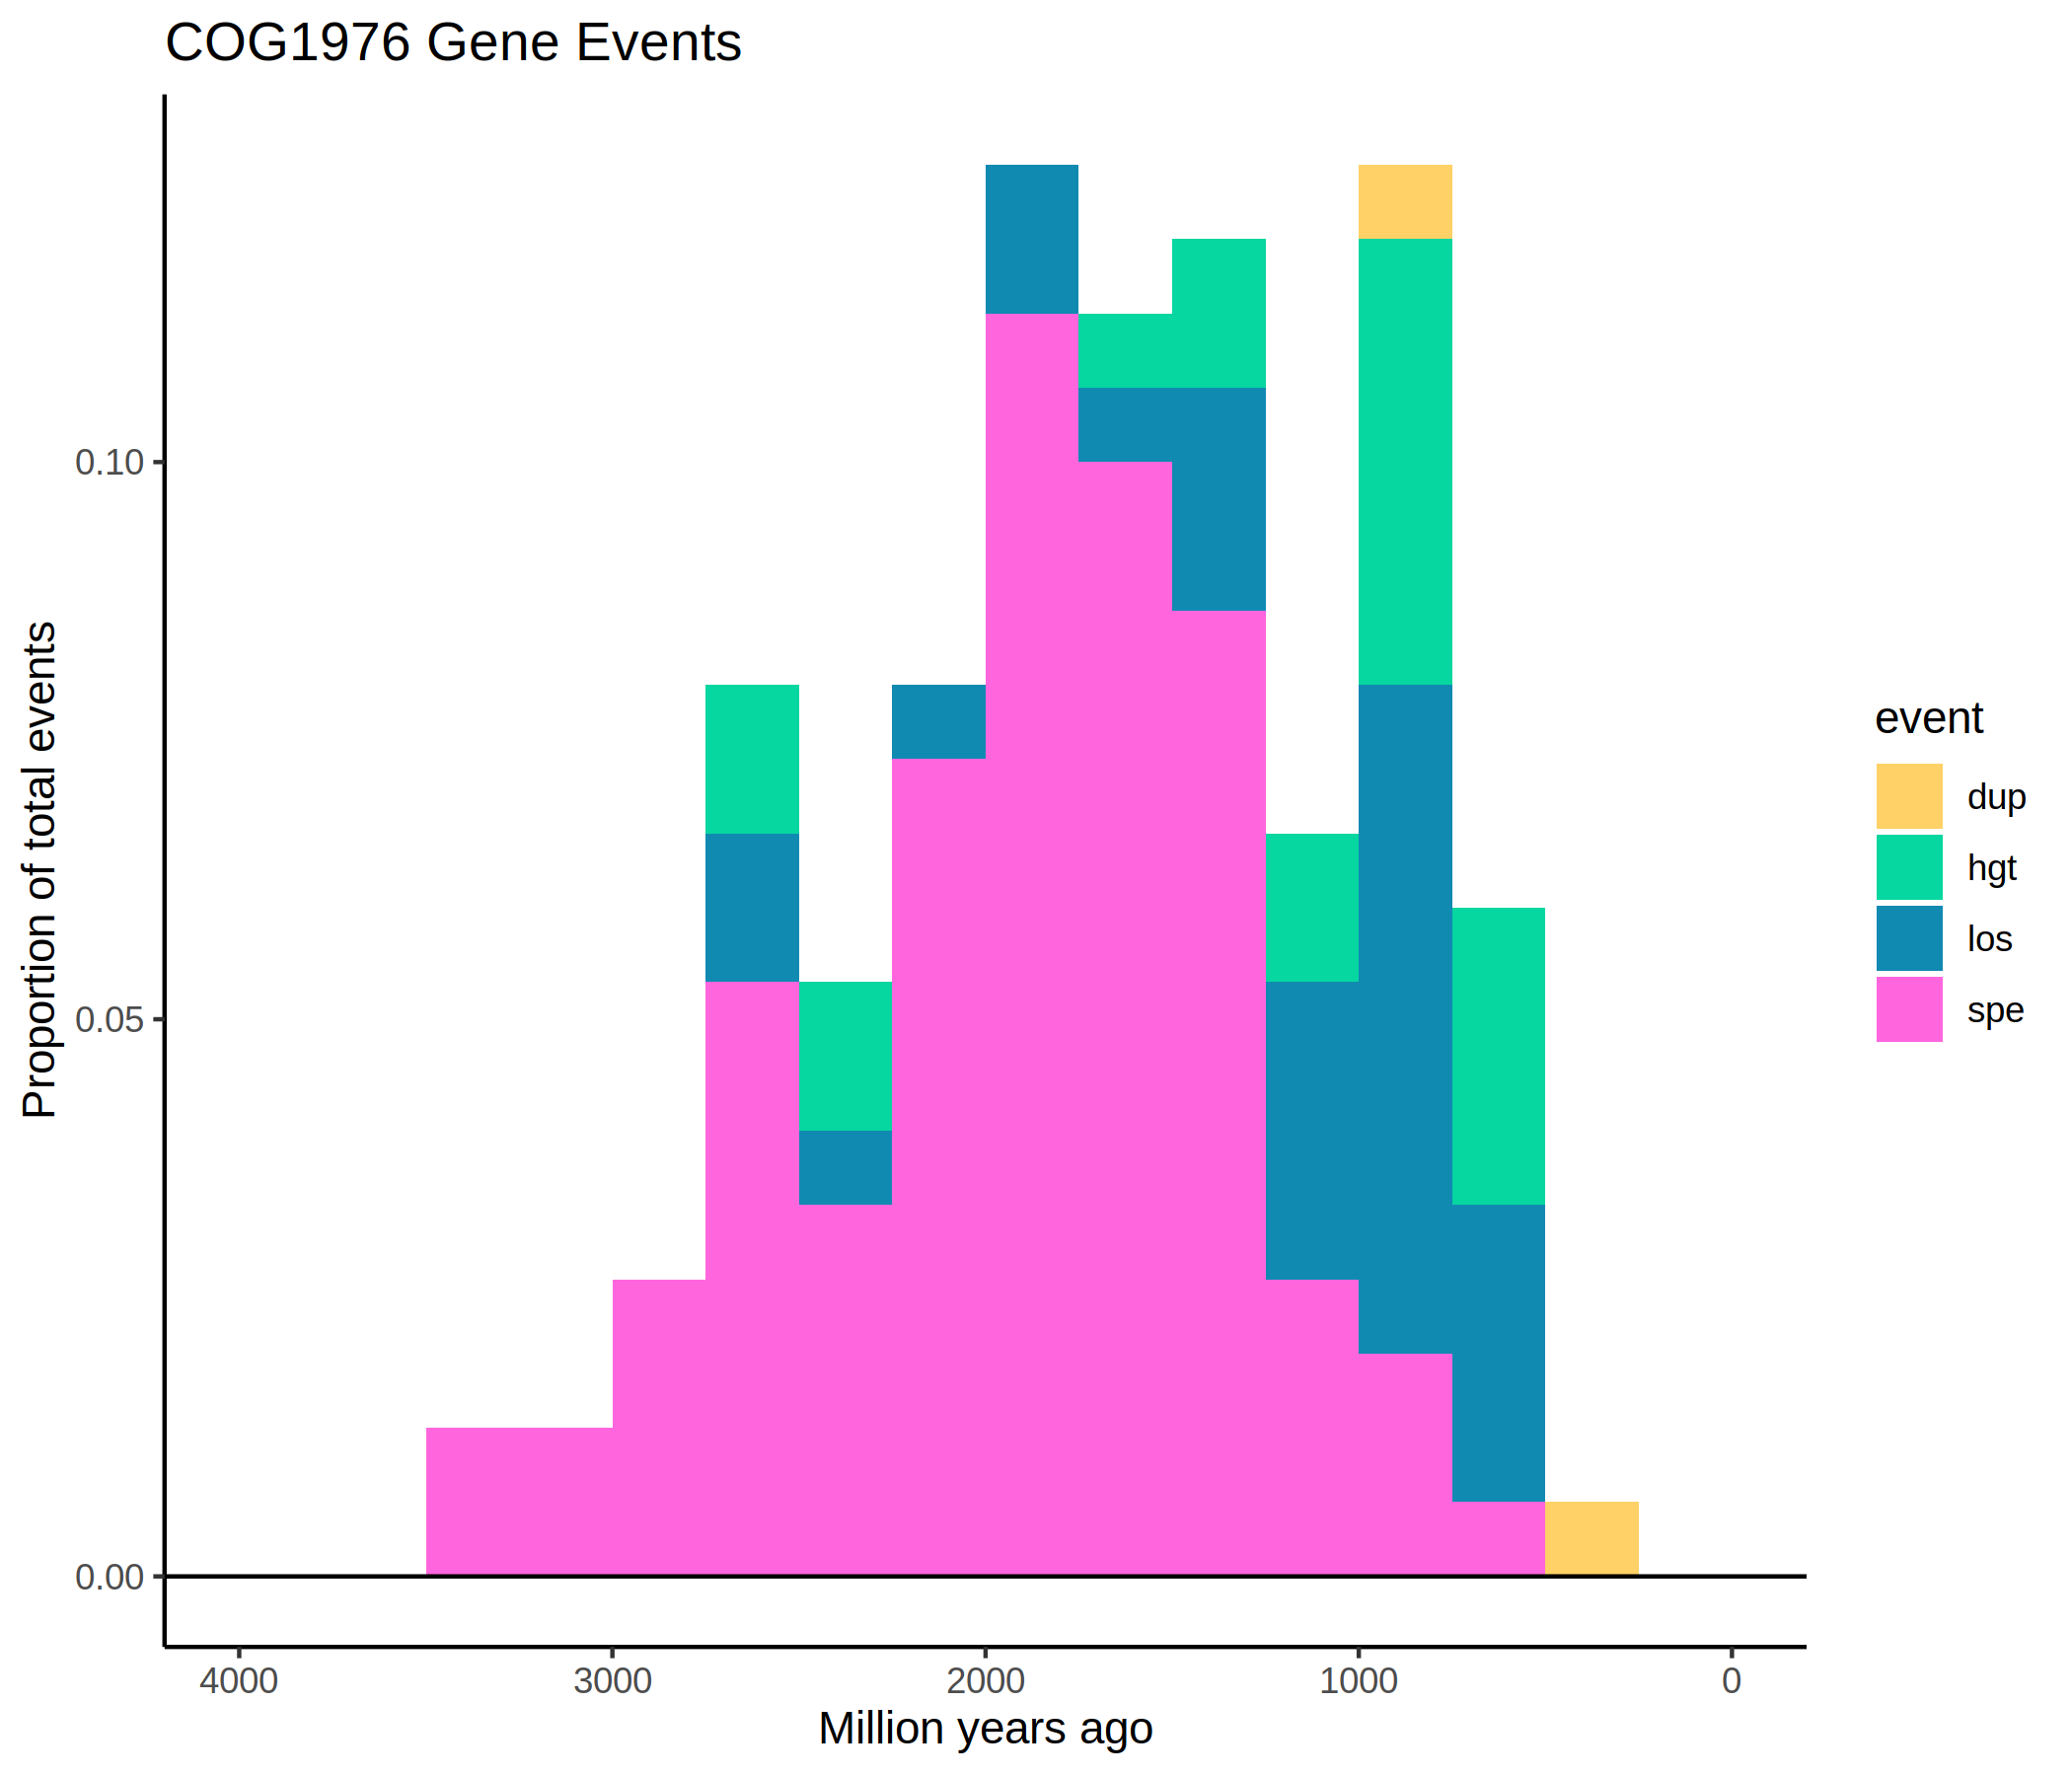 COG1976 Gene Events
Proportion of total events
0.10
0.05
0.00
4000 3000 2000 1000 0
Million years ago
event
dup
hgt
los
spe